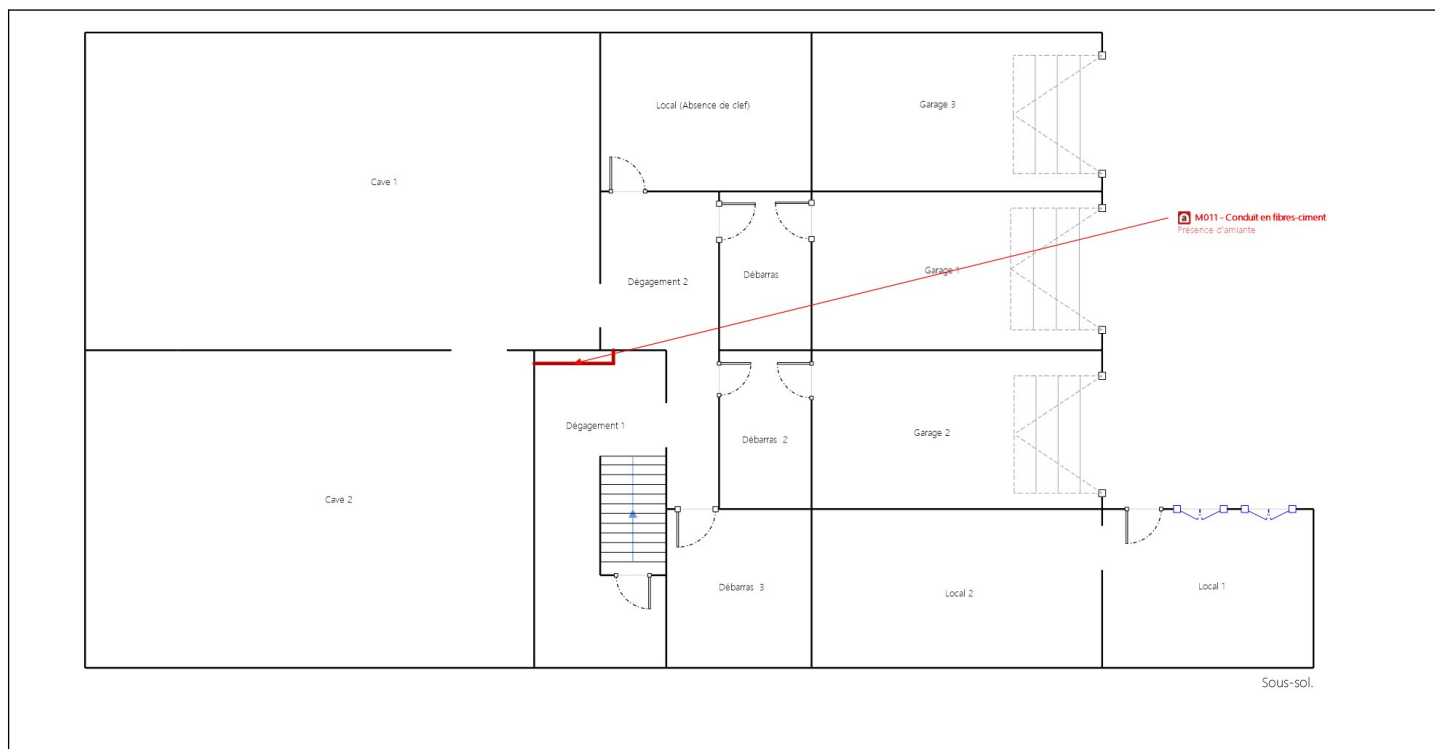 Local (Absence de clef)
Garage 3
Cave 1
a M011 - Conduit en fibres-ciment
Présence d'amiante
Dégagement 2
Débarras
Garage 1
Dégagement 1
Débarras 2
Garage 2
Cave 2
Débarras 3
Local 2
Local 1
Sous-sol.